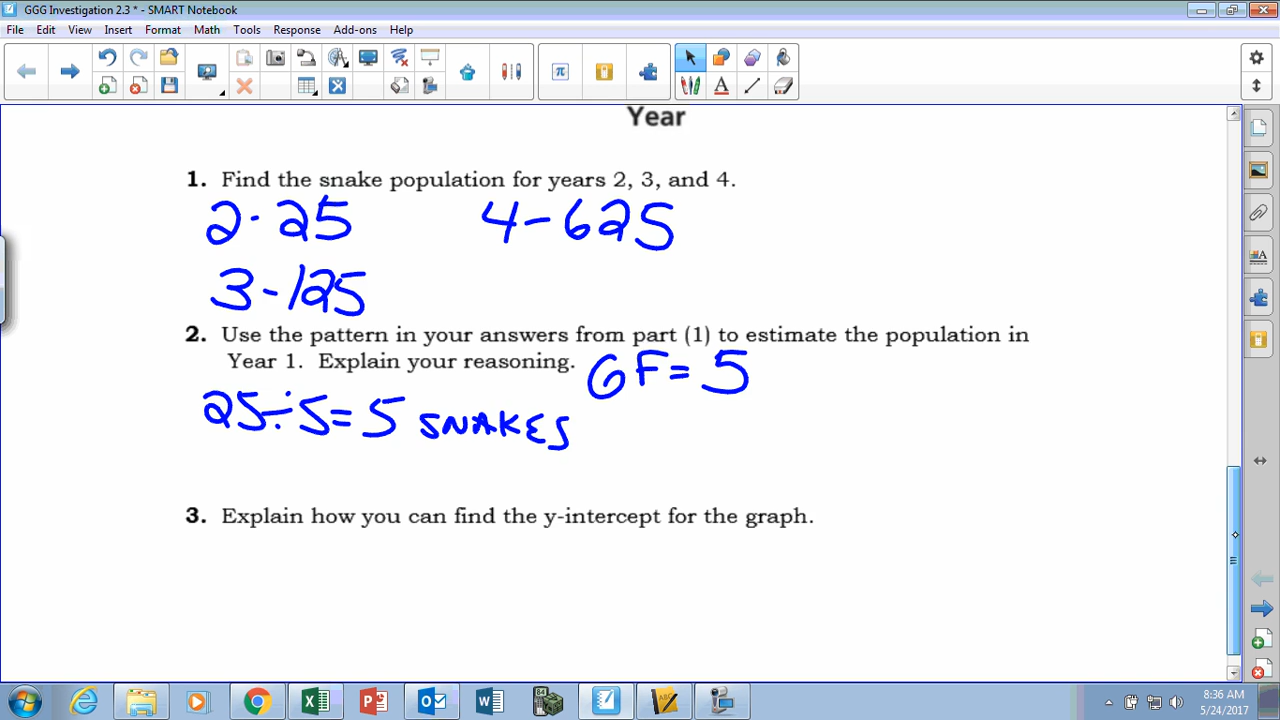 GGG Investigation 2.3 * - SMART Notebook
File Edit View Insert Format Math Tools Response Add-ons Help
Year
1. Find the snake population for years 2, 3, and 4.
2- 25 4-625
3-125
2. Use the pattern in your answers from part (1) to estimate the population in
Year 1. Explain your reasoning.
GF= 5
25÷5=5 SNAKES
3. Explain how you can find the y-intercept for the graph.
8:36 AM
5/24/2017